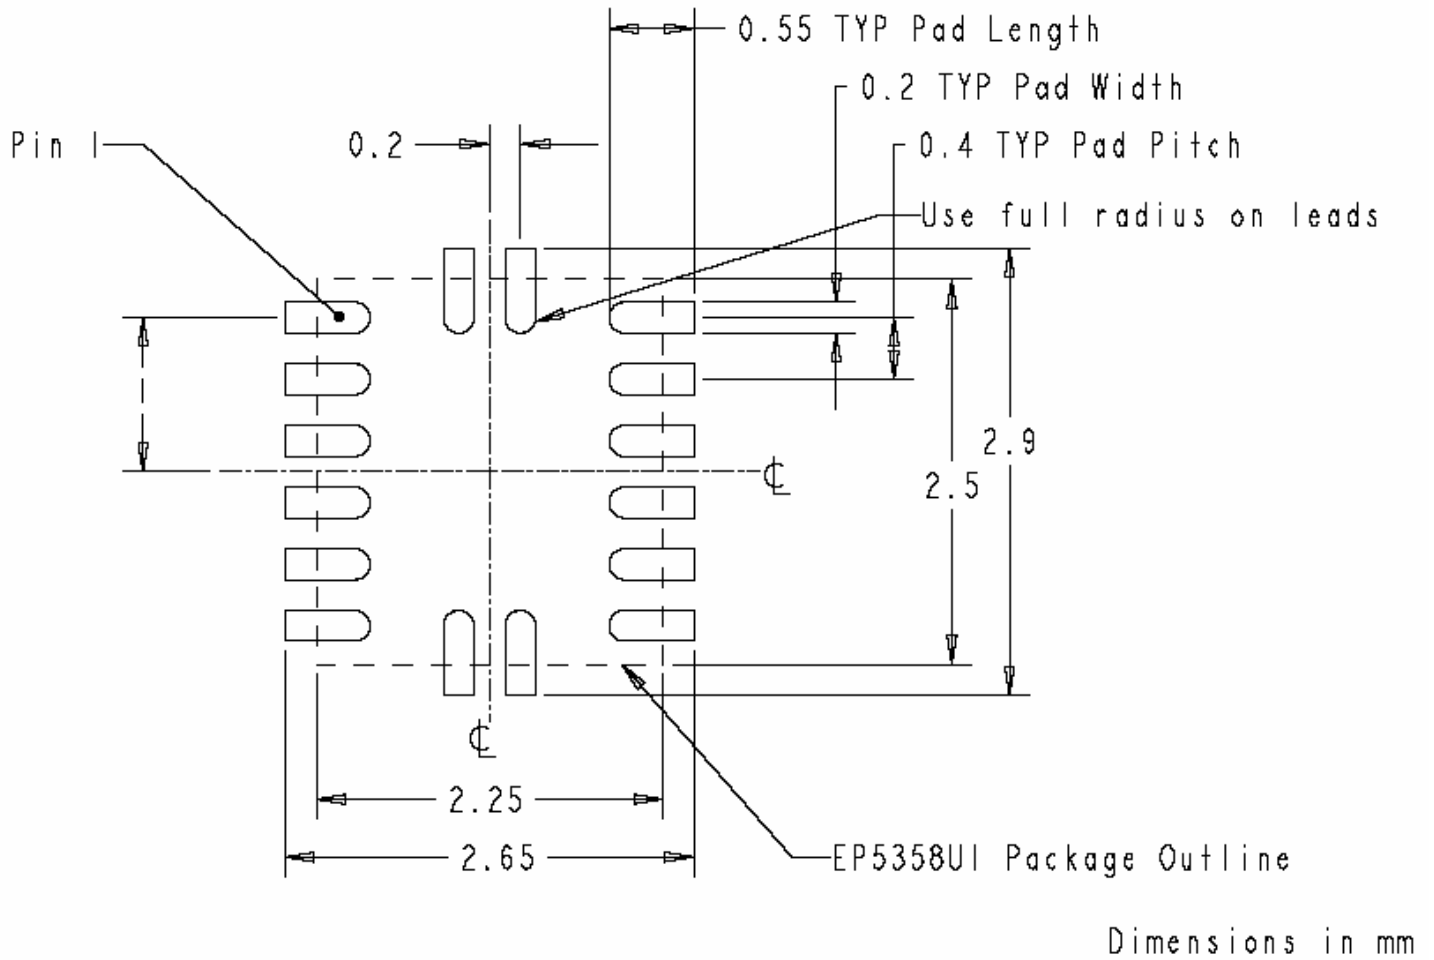 0.55 TYP Pad Length
0.2 TYP Pad Width
Pin 1
0.2
0.4 TYP Pad Pitch
Use full radius on leads
2.9
2.5
℄
℄
2.25
2.65
EP5358UI Package Outline
Dimensions in mm